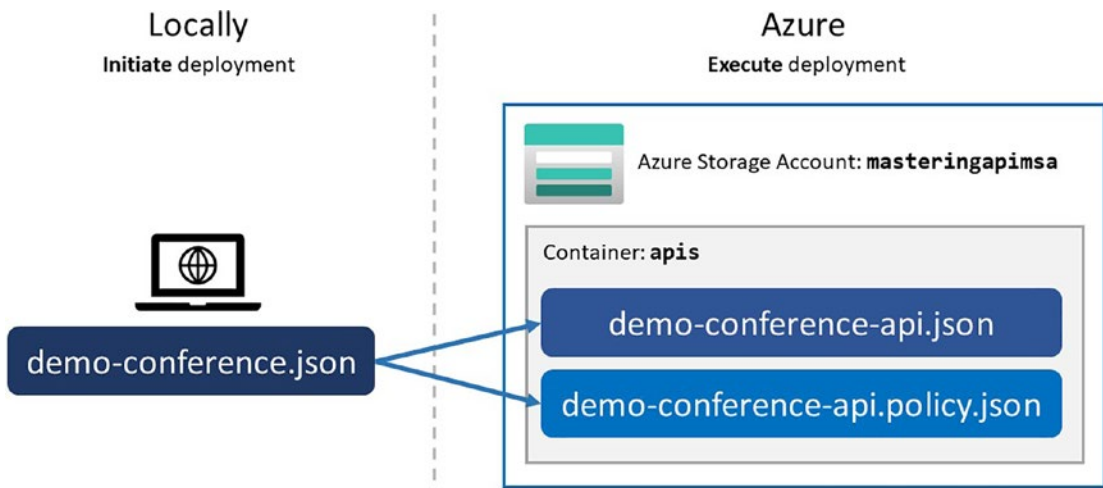 Locally
Initiate deployment
Azure
Execute deployment
Azure Storage Account: masteringapimsa
Container: apis
demo-conference.json
demo-conference-api.json
demo-conference-api.policy.json